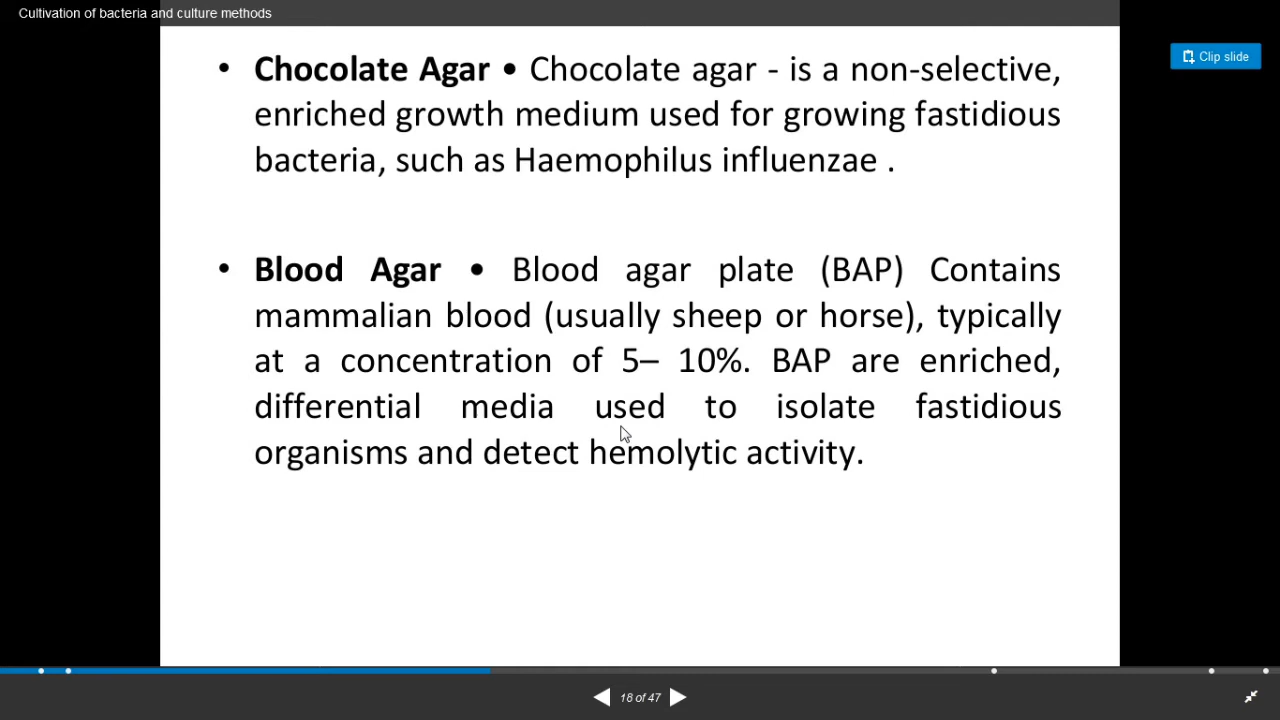 Cultivation of bacteria and culture methods
Clip slide
• Chocolate Agar • Chocolate agar - is a non-selective,
enriched growth medium used for growing fastidious
bacteria, such as Haemophilus influenzae .
• Blood Agar • Blood agar plate (BAP) Contains
mammalian blood (usually sheep or horse), typically
at a concentration of 5– 10%. BAP are enriched,
differential media used to isolate fastidious
organisms and detect hemolytic activity.
18 of 47